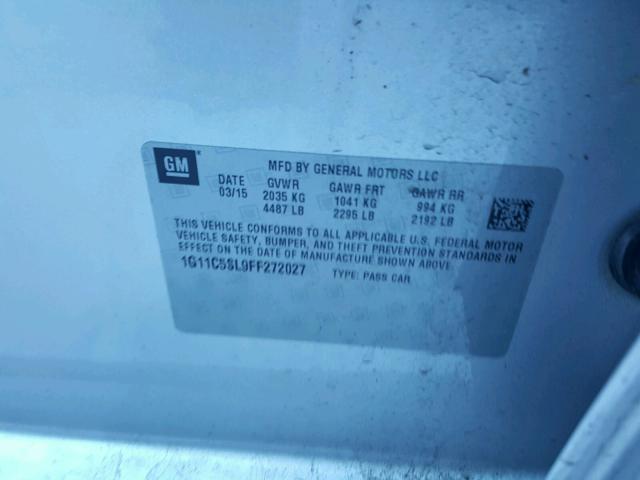 GM
MFD BY GENERAL MOTORS LLC
DATE GVWR GAWR FRT GAWR RR
03/15 2035 KG 1041 KG 994 KG
4487 LB 2295 LB 2192 LB
THIS VEHICLE CONFORMS TO ALL APPLICABLE U.S. FEDERAL MOTOR
VEHICLE SAFETY, BUMPER, AND THEFT PREVENTION STANDARDS IN
EFFECT ON THE DATE OF MANUFACTURE SHOWN ABOVE.
1G11C5SL9FF272027 TYPE: PASS CAR